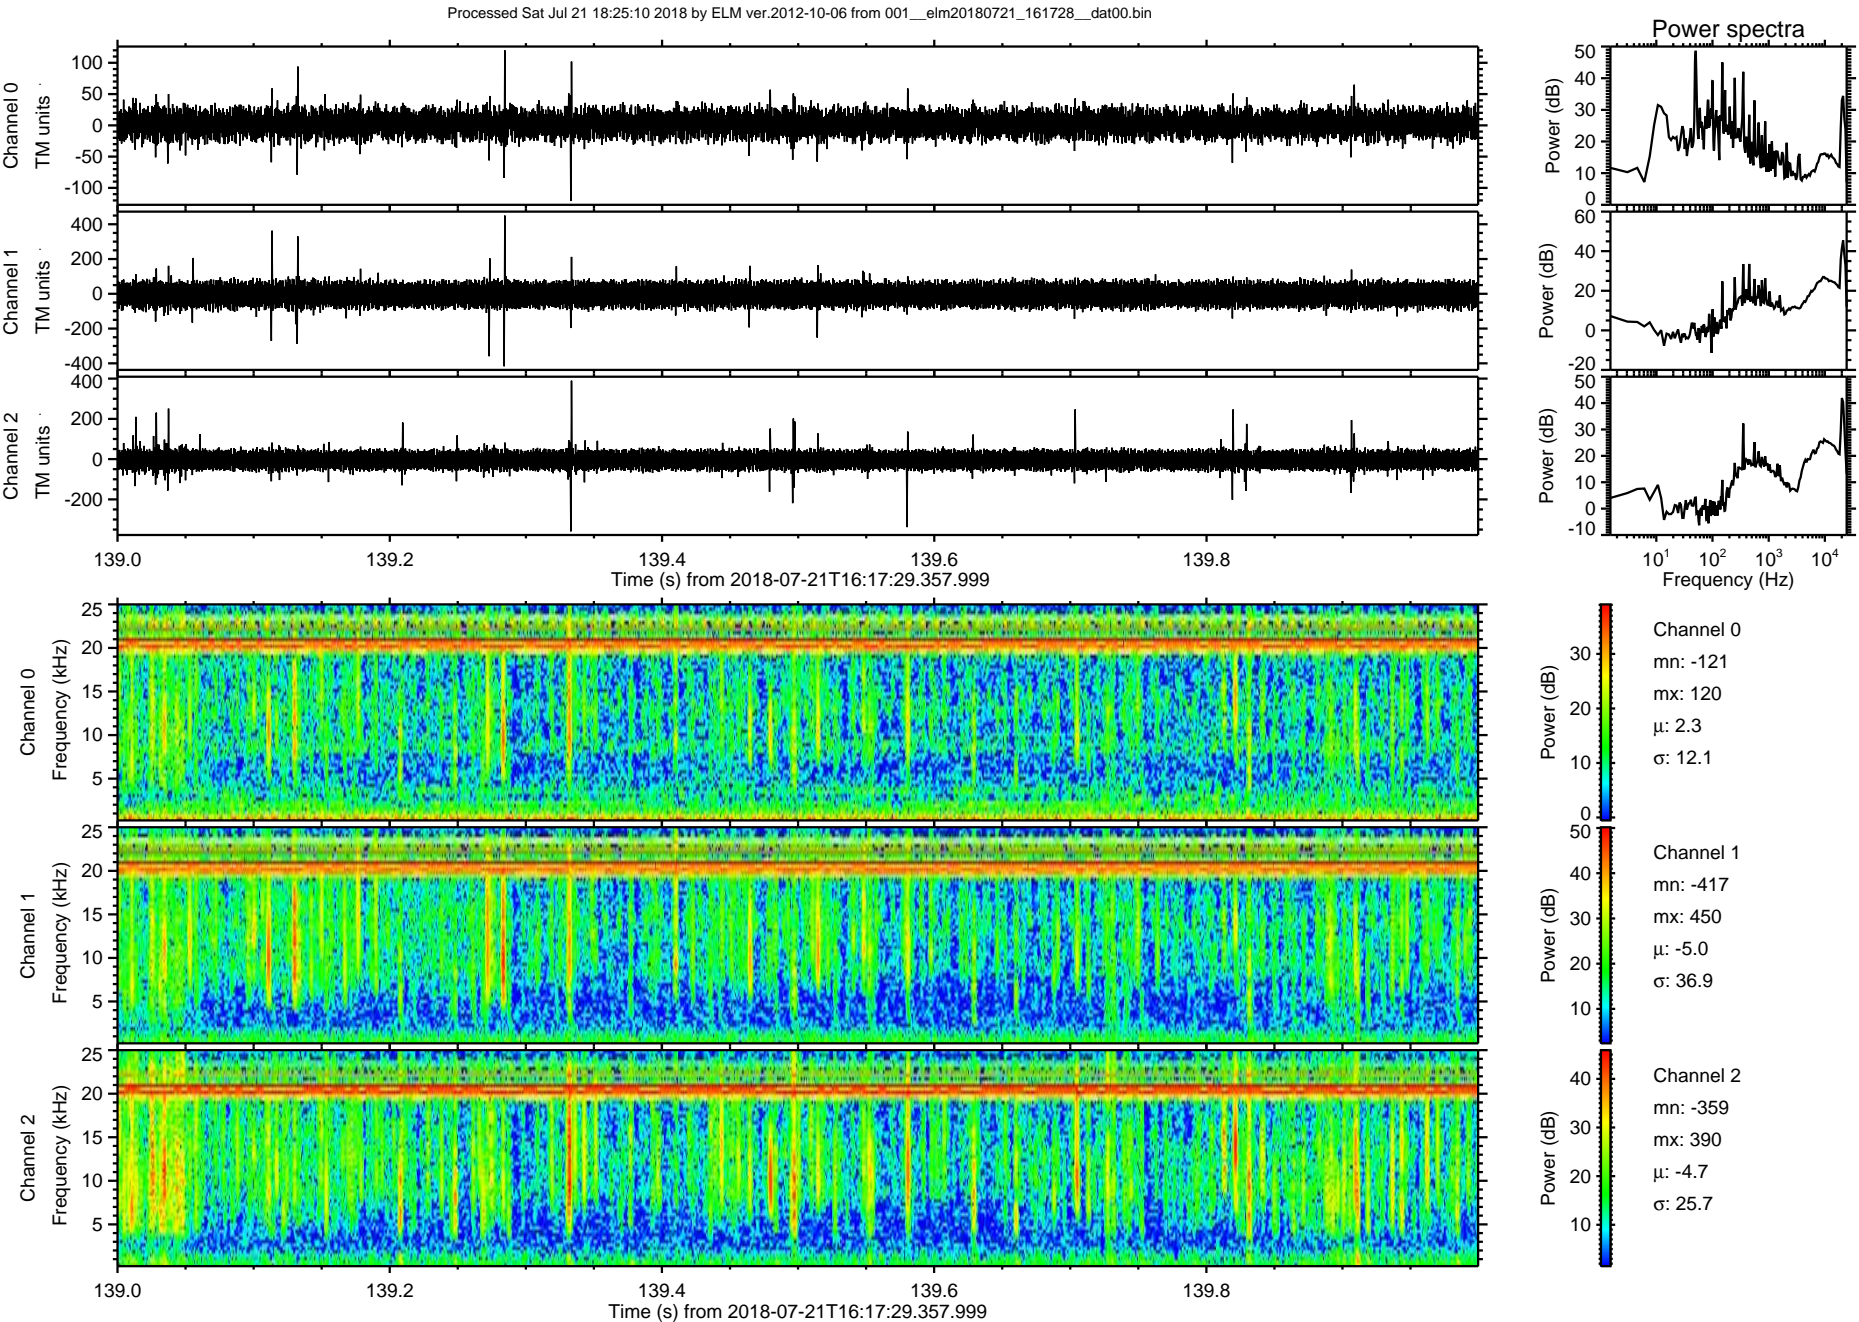 Processed Sat Jul 21 18:25:10 2018 by ELM ver.2012-10-06 from 001__elm20180721_161728__dat00.bin
Power spectra
Channel 0
TM units
100
50
0
-50
-100
Power (dB)
50
40
30
20
10
0
Channel 1
TM units
400
200
0
-200
-400
Power (dB)
60
40
20
0
-20
Channel 2
TM units
400
200
0
-200
Power (dB)
50
40
30
20
10
0
-10
139.0 139.2 139.4 139.6 139.8
Time (s) from 2018-07-21T16:17:29.357.999
10¹ 10² 10³ 10⁴
Frequency (Hz)
Channel 0
Frequency (kHz)
25
20
15
10
5
Power (dB)
30
20
10
0
Channel 0
mn: -121
mx: 120
μ: 2.3
σ: 12.1
Channel 1
Frequency (kHz)
25
20
15
10
5
Power (dB)
50
40
30
20
10
Channel 1
mn: -417
mx: 450
μ: -5.0
σ: 36.9
Channel 2
Frequency (kHz)
25
20
15
10
5
Power (dB)
40
30
20
10
Channel 2
mn: -359
mx: 390
μ: -4.7
σ: 25.7
139.0 139.2 139.4 139.6 139.8
Time (s) from 2018-07-21T16:17:29.357.999